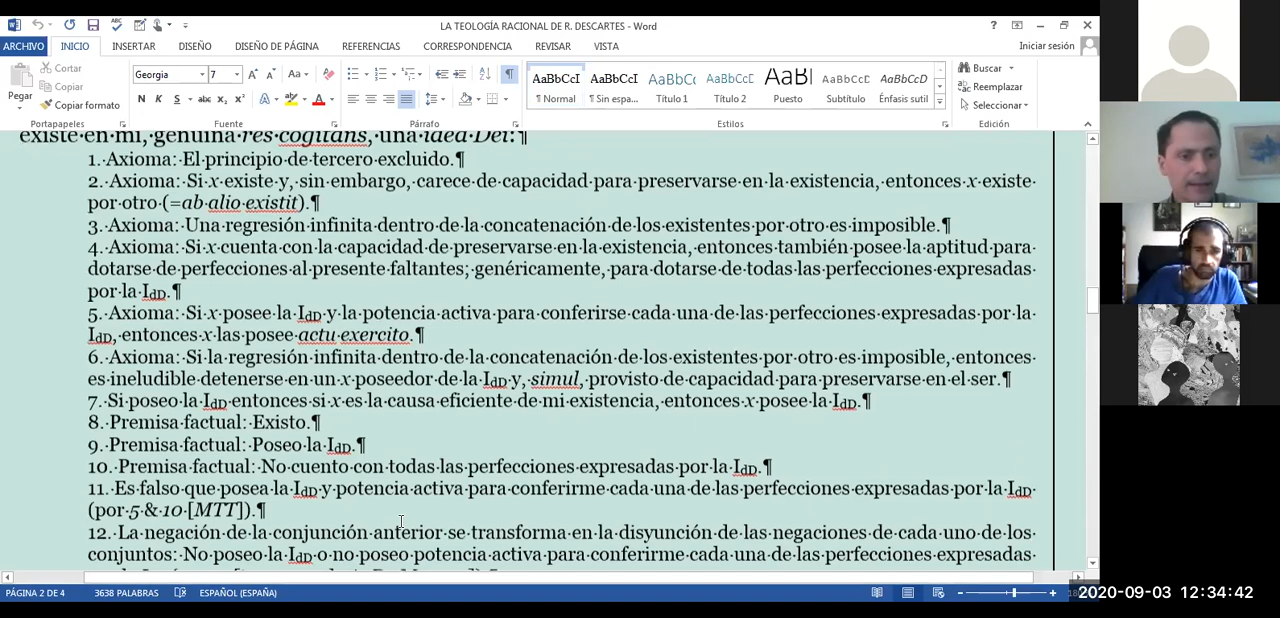 LA TEOLOGÍA RACIONAL DE R. DESCARTES - Word
ARCHIVO INICIO INSERTAR DISEÑO DISEÑO DE PÁGINA REFERENCIAS CORRESPONDENCIA REVISAR VISTA Iniciar sesión
Pegar
Cortar
Copiar
Copiar formato
Portapapeles
Georgia 7
Fuente
Párrafo
AaBbCcI AaBbCcI AaBbC AaBbCc AaB AaBbCcD AaBbCcD
¶ Normal ¶ Sin espa... Título 1 Título 2 Puesto Subtítulo Énfasis sutil
Estilos
Buscar
Reemplazar
Seleccionar
Edición
existe en mí, genuina res cogitans, una idea Dei:¶
1. Axioma: El principio de tercero excluido.¶
2. Axioma: Si x existe y, sin embargo, carece de capacidad para preservarse en la existencia, entonces x existe
por otro (=ab alio existit).¶
3. Axioma: Una regresión infinita dentro de la concatenación de los existentes por otro es imposible.¶
4. Axioma: Si x cuenta con la capacidad de preservarse en la existencia, entonces también posee la aptitud para
dotarse de perfecciones al presente faltantes; genéricamente, para dotarse de todas las perfecciones expresadas
por la IdD.¶
5. Axioma: Si x posee la IdD y la potencia activa para conferirse cada una de las perfecciones expresadas por la
IdD, entonces x las posee actu exercito.¶
6. Axioma: Si la regresión infinita dentro de la concatenación de los existentes por otro es imposible, entonces
es ineludible detenerse en un x poseedor de la IdD y, simul, provisto de capacidad para preservarse en el ser.¶
7. Si poseo la IdD entonces si x es la causa eficiente de mi existencia, entonces x posee la IdD.¶
8. Premisa factual: Existo.¶
9. Premisa factual: Poseo la IdD.¶
10. Premisa factual: No cuento con todas las perfecciones expresadas por la IdD.¶
11. Es falso que posea la IdD y potencia activa para conferirme cada una de las perfecciones expresadas por la IdD
(por 5 & 10 [MTT]).¶
12. La negación de la conjunción anterior se transforma en la disyunción de las negaciones de cada uno de los
conjuntos: No poseo la IdD o no poseo potencia activa para conferirme cada una de las perfecciones expresadas
PÁGINA 2 DE 4 3638 PALABRAS ESPAÑOL (ESPAÑA)
2020-09-03 12:34:42